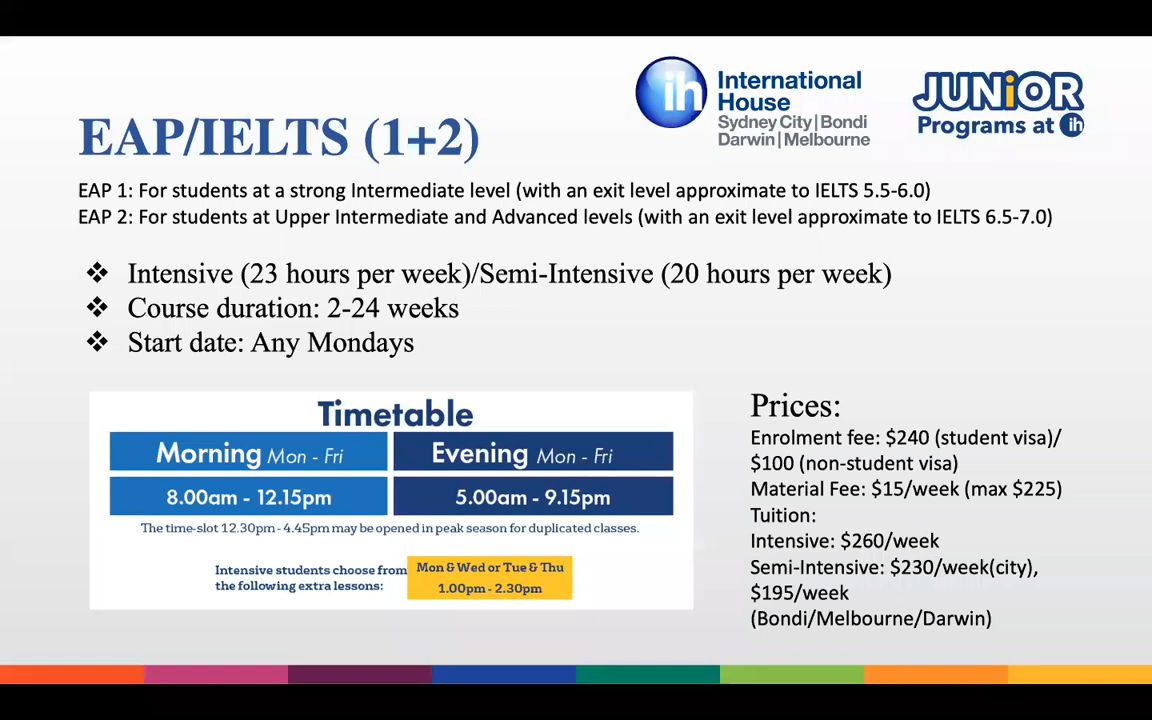 ih International
House
Sydney City|Bondi
Darwin|Melbourne
JUNiOR
Programs at ih
EAP/IELTS (1+2)
EAP 1: For students at a strong Intermediate level (with an exit level approximate to IELTS 5.5-6.0)
EAP 2: For students at Upper Intermediate and Advanced levels (with an exit level approximate to IELTS 6.5-7.0)
❖ Intensive (23 hours per week)/Semi-Intensive (20 hours per week)
❖ Course duration: 2-24 weeks
❖ Start date: Any Mondays
Timetable
Morning Mon - Fri
Evening Mon - Fri
8.00am - 12.15pm
5.00am - 9.15pm
The time-slot 12.30pm - 4.45pm may be opened in peak season for duplicated classes.
Intensive students choose from
the following extra lessons:
Mon & Wed or Tue & Thu
1.00pm - 2.30pm
Prices:
Enrolment fee: $240 (student visa)/
$100 (non-student visa)
Material Fee: $15/week (max $225)
Tuition:
Intensive: $260/week
Semi-Intensive: $230/week(city),
$195/week
(Bondi/Melbourne/Darwin)